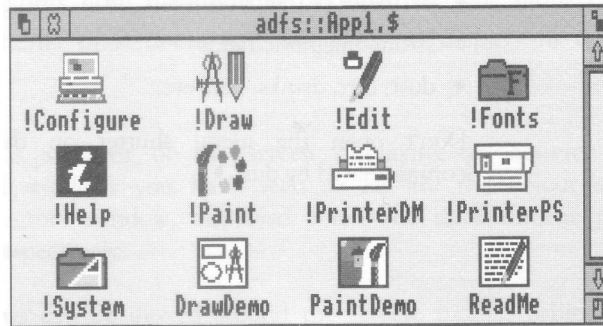 adfs::App1.$
!Configure !Draw !Edit !Fonts
!Help !Paint !PrinterDM !PrinterPS
!System DrawDemo PaintDemo ReadMe